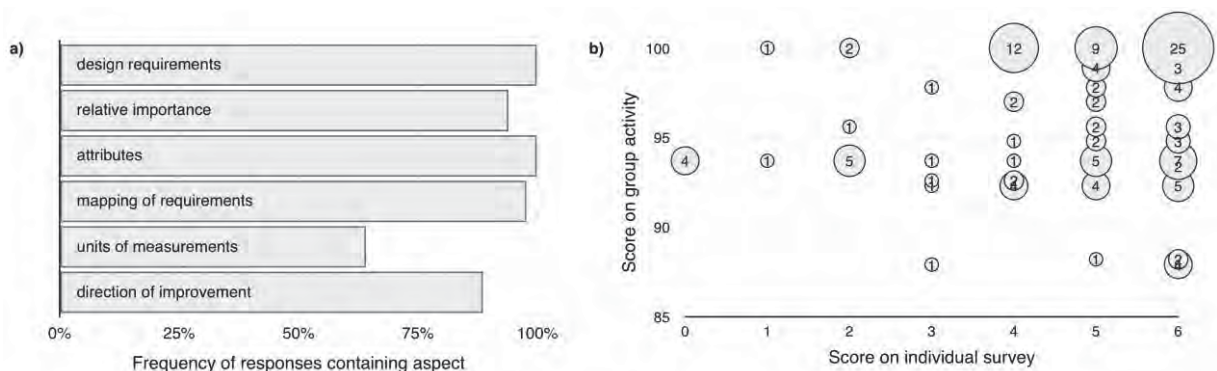 a)
design requirements
relative importance
attributes
mapping of requirements
units of measurements
direction of improvement
0% 25% 50% 75% 100%
Frequency of responses containing aspect
b)
Score on group activity
100
95
90
85
1 2 12 9 25
4 3
1 2 4
2 2
1 2 3
1 2 3
4 1 5 1 1 5 7
2
1 2
1 4 5
1 1 2
0 1 2 3 4 5 6
Score on individual survey